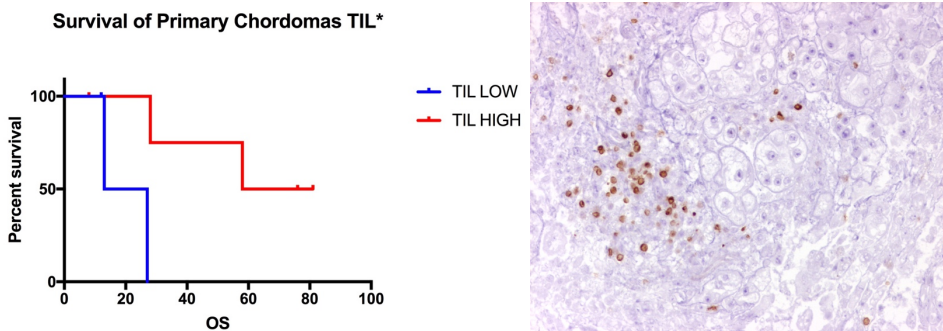 Survival of Primary Chordomas TIL*
100
50
0
0 20 40 60 80 100
Percent survival
OS
TIL LOW
TIL HIGH